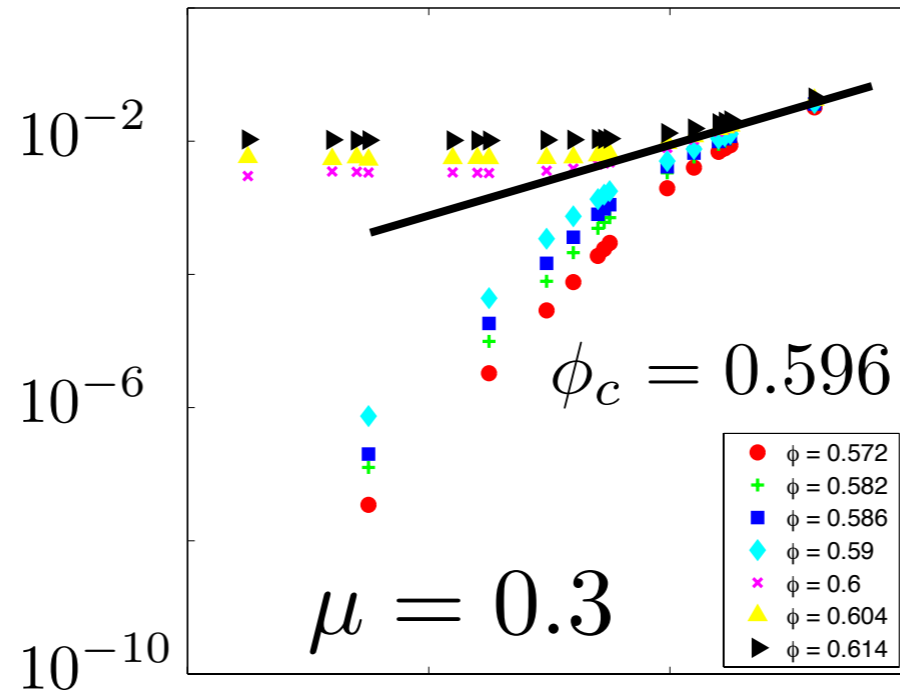 10^{-2}
10^{-6}
10^{-10}
ϕ_c = 0.596
μ = 0.3
ϕ = 0.572
ϕ = 0.582
ϕ = 0.586
ϕ = 0.59
ϕ = 0.6
ϕ = 0.604
ϕ = 0.614